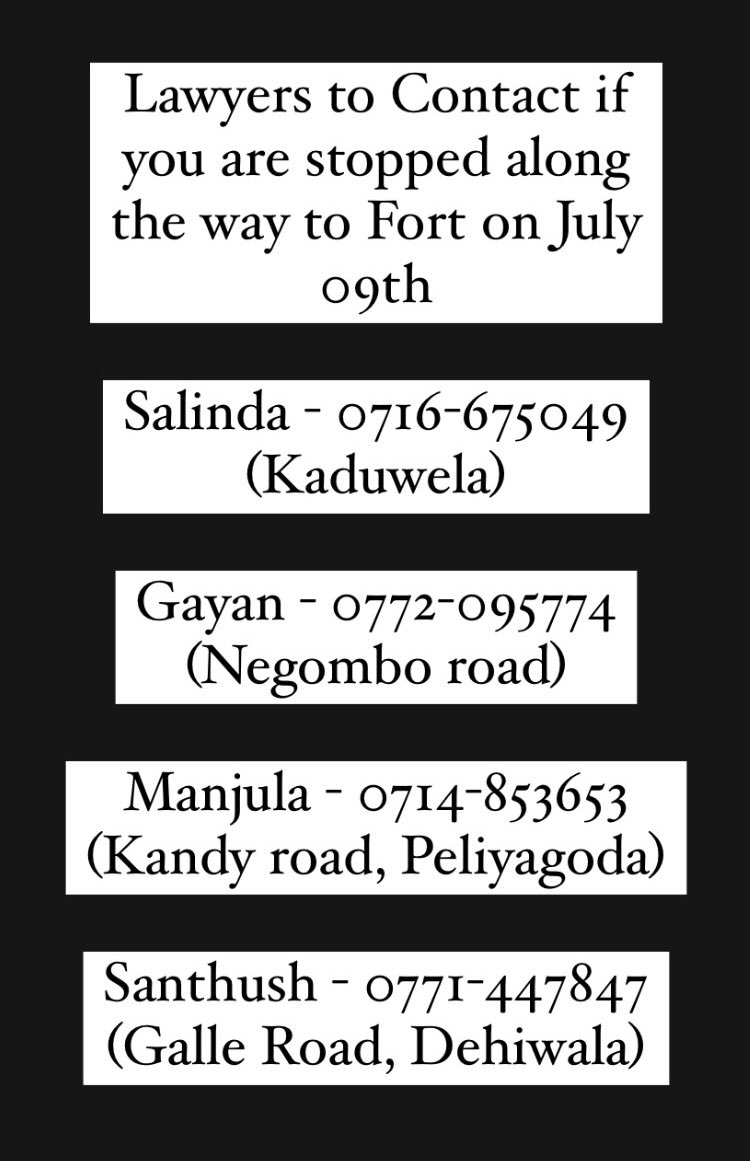 Lawyers to Contact if
you are stopped along
the way to Fort on July
09th
Salinda - 0716-675049
(Kaduwela)
Gayan - 0772-095774
(Negombo road)
Manjula - 0714-853653
(Kandy road, Peliyagoda)
Santhush - 0771-447847
(Galle Road, Dehiwala)